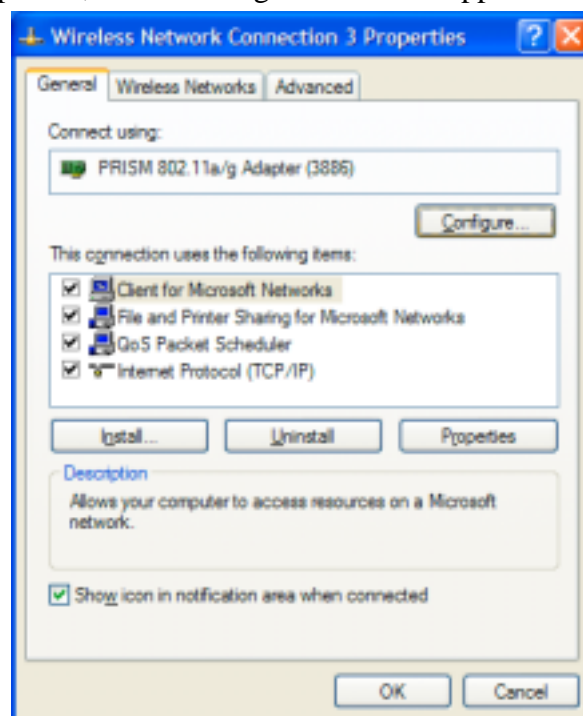 Wireless Network Connection 3 Properties
General Wireless Networks Advanced
Connect using:
PRISM 802.11a/g Adapter (3886)
Configure...
This connection uses the following items:
Client for Microsoft Networks
File and Printer Sharing for Microsoft Networks
QoS Packet Scheduler
Internet Protocol (TCP/IP)
Install... Uninstall Properties
Description
Allows your computer to access resources on a Microsoft
network.
Show icon in notification area when connected
OK Cancel